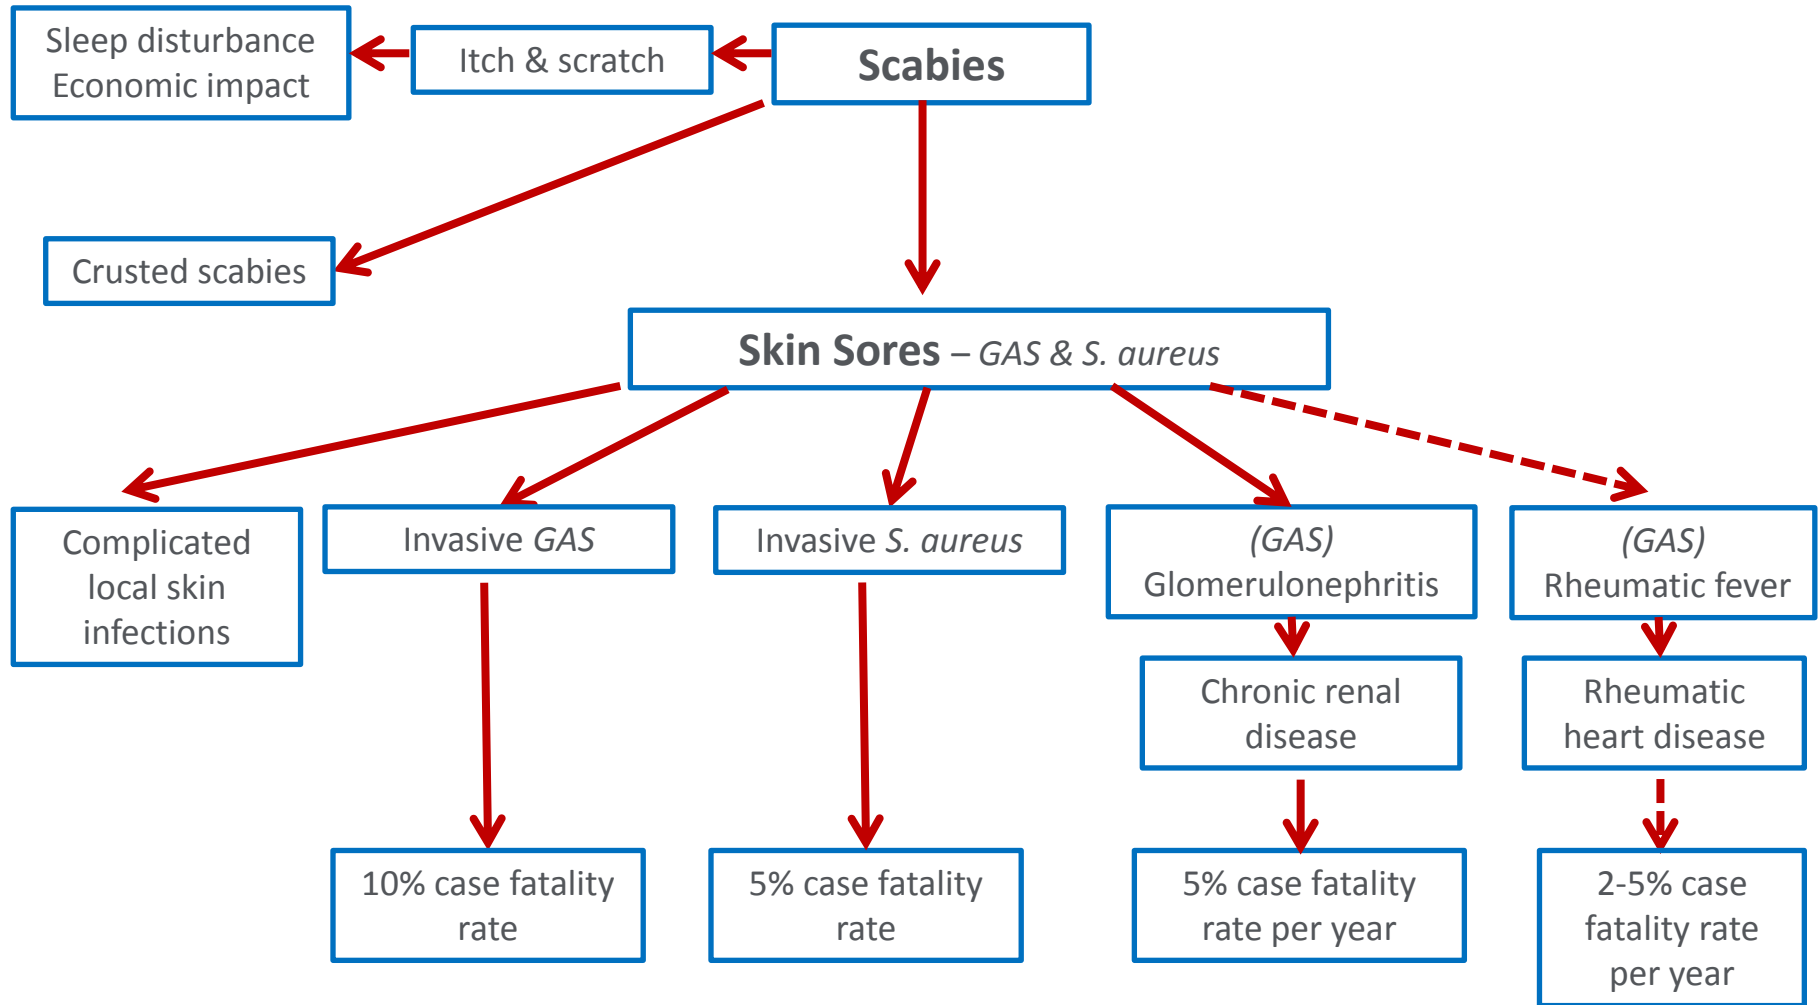 Sleep disturbance
Economic impact
Itch & scratch
Scabies
Crusted scabies
Skin Sores – GAS & S. aureus
Complicated
local skin
infections
Invasive GAS
Invasive S. aureus
(GAS)
Glomerulonephritis
(GAS)
Rheumatic fever
Chronic renal
disease
Rheumatic
heart disease
10% case fatality
rate
5% case fatality
rate
5% case fatality
rate per year
2-5% case
fatality rate
per year